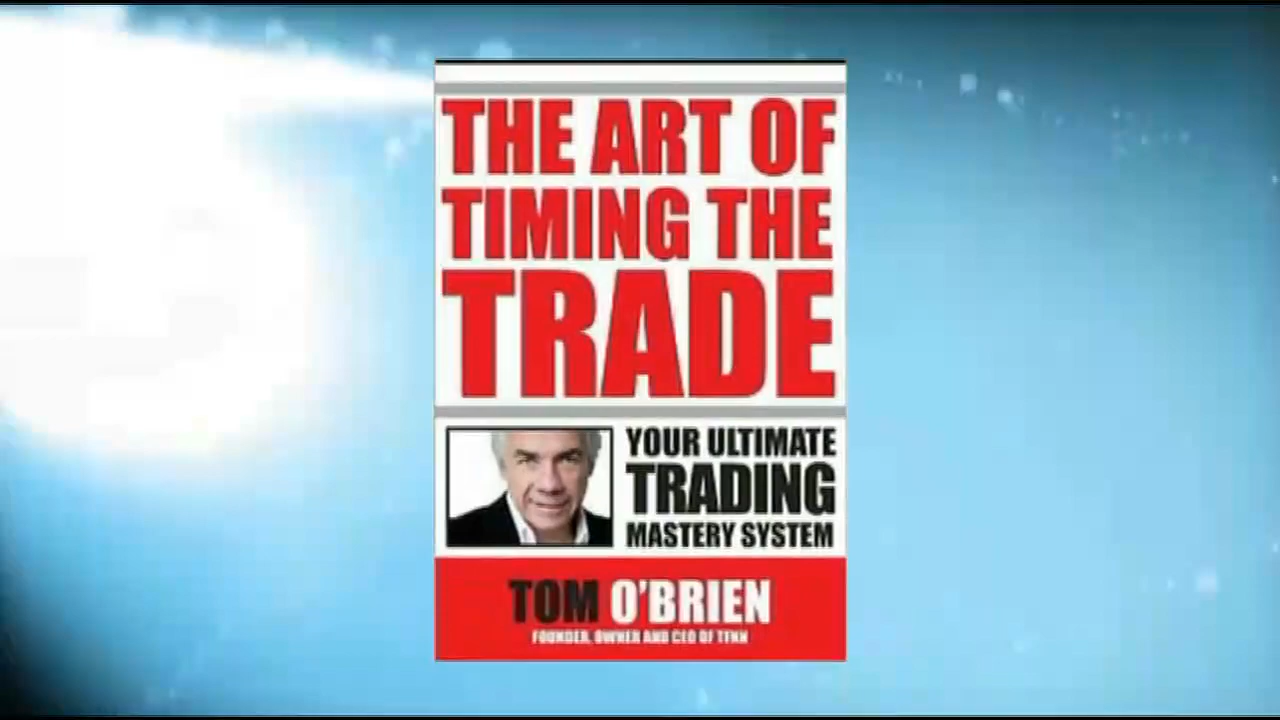 THE ART OF
TIMING THE
TRADE
YOUR ULTIMATE
TRADING
MASTERY SYSTEM
TOM O'BRIEN
FOUNDER, OWNER AND CEO OF TFNN